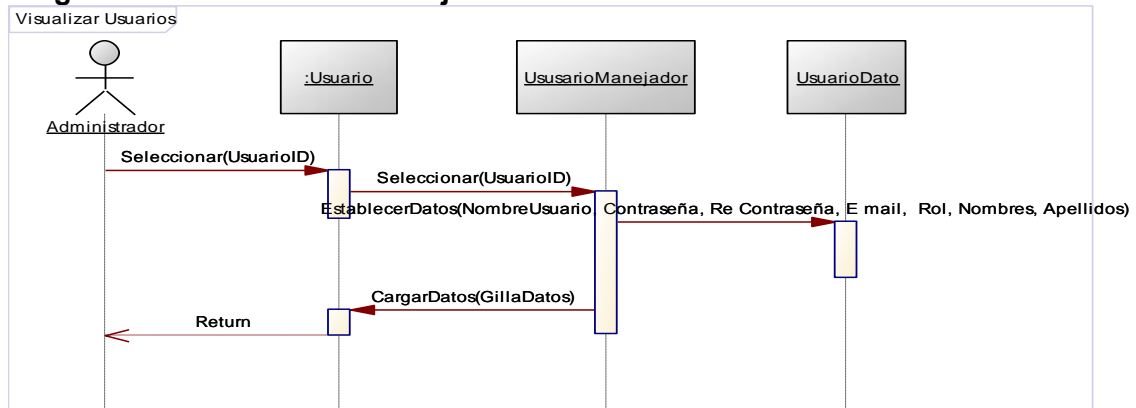 Visualizar Usuarios
:Usuario
UsusarioManejador
UsuarioDato
Administrador
Seleccionar(UsuarioID)
Seleccionar(UsuarioID)
EstablecerDatos(NombreUsuario, Contraseña, Re Contraseña, E mail, Rol, Nombres, Apellidos)
CargarDatos(GillaDatos)
Return